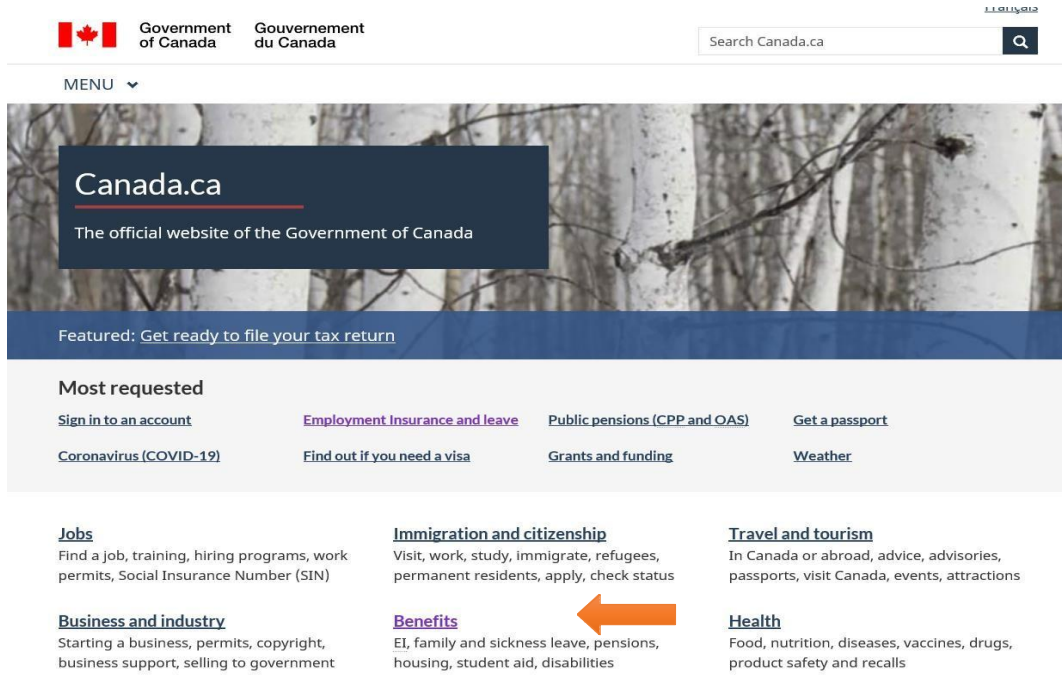 Français
Government Gouvernement
of Canada du Canada
Search Canada.ca
MENU
Canada.ca
The official website of the Government of Canada
Featured: Get ready to file your tax return
Most requested
Sign in to an account Employment Insurance and leave Public pensions (CPP and OAS) Get a passport
Coronavirus (COVID-19) Find out if you need a visa Grants and funding Weather
Jobs
Find a job, training, hiring programs, work
permits, Social Insurance Number (SIN)
Immigration and citizenship
Visit, work, study, immigrate, refugees,
permanent residents, apply, check status
Travel and tourism
In Canada or abroad, advice, advisories,
passports, visit Canada, events, attractions
Business and industry
Starting a business, permits, copyright,
business support, selling to government
Benefits
EI, family and sickness leave, pensions,
housing, student aid, disabilities
Health
Food, nutrition, diseases, vaccines, drugs,
product safety and recalls